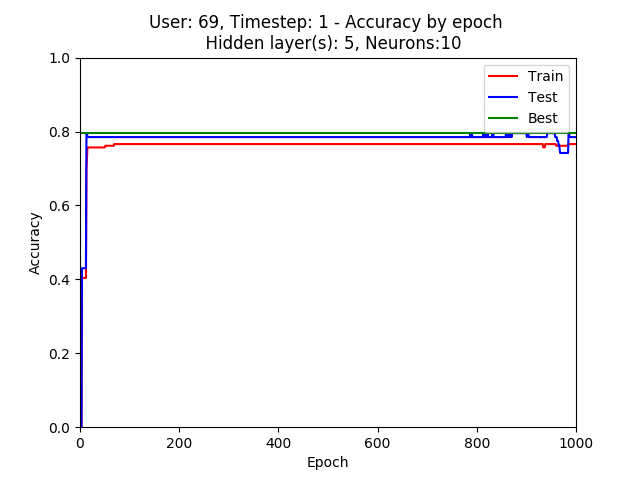 User: 69, Timestep: 1 - Accuracy by epoch
Hidden layer(s): 5, Neurons:10
Train
Test
Best
1.0
0.8
0.6
0.4
0.2
0.0
Accuracy
0
200
400
600
800
1000
Epoch